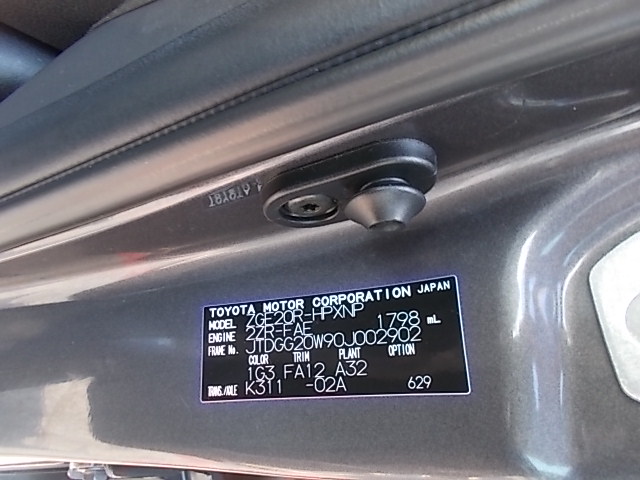 TOYOTA MOTOR CORPORATION JAPAN
MODEL ZGE20R-HPXNP
ENGINE 2ZR-FAE 1798 mL
FRAME No. JTDGG20W90J002902
COLOR TRIM PLANT OPTION
1G3 FA12 A32
TRANS./AXLE K311 -02A 629